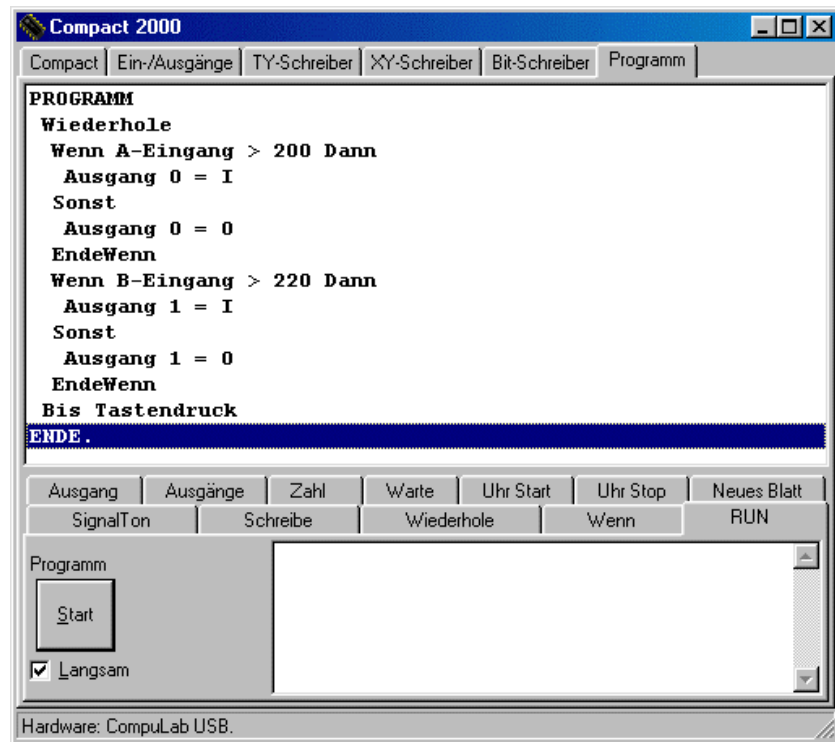 Compact 2000
Compact Ein-/Ausgänge TY-Schreiber XY-Schreiber Bit-Schreiber Programm
PROGRAMM
Wiederhole
Wenn A-Eingang > 200 Dann
Ausgang 0 = I
Sonst
Ausgang 0 = 0
EndeWenn
Wenn B-Eingang > 220 Dann
Ausgang 1 = I
Sonst
Ausgang 1 = 0
EndeWenn
Bis Tastendruck
ENDE.
Ausgang Ausgänge Zahl Warte Uhr Start Uhr Stop Neues Blatt
SignalTon Schreibe Wiederhole Wenn RUN
Programm
Start
Langsam
Hardware: CompuLab USB.